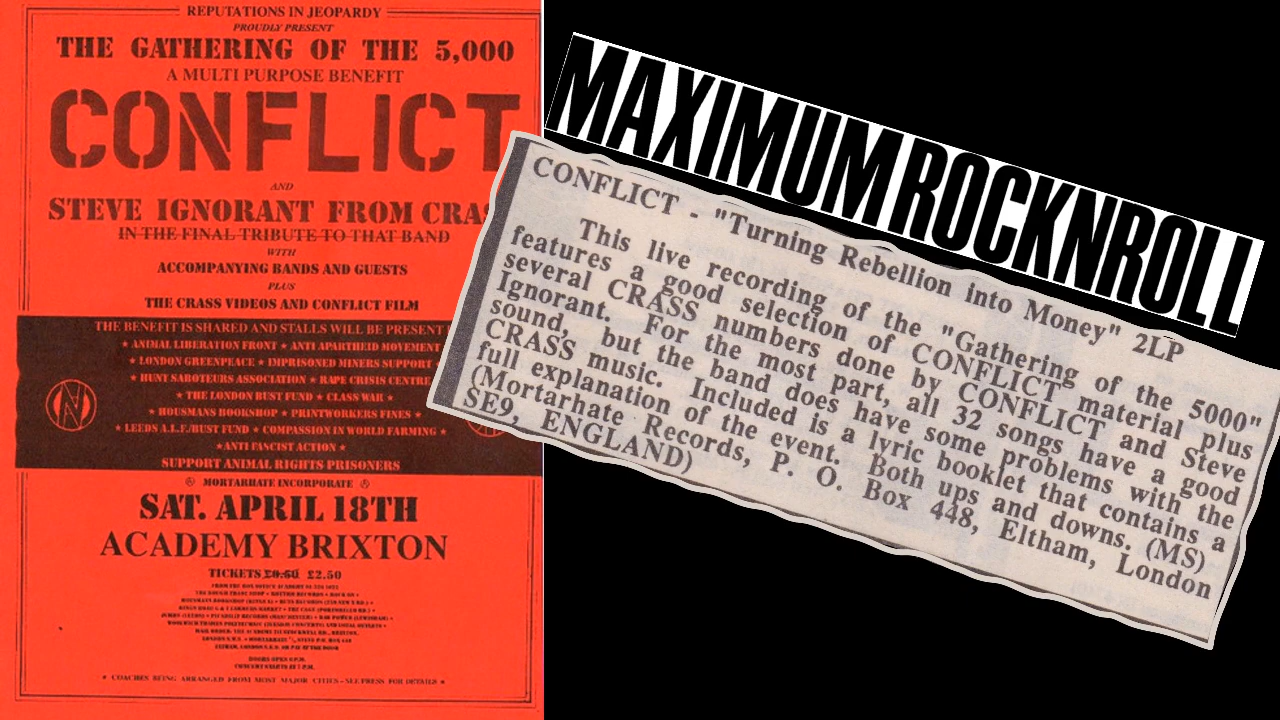 REPUTATIONS IN JEOPARDY
PROUDLY PRESENT
THE GATHERING OF THE 5,000
A MULTI PURPOSE BENEFIT
CONFLICT
AND
STEVE IGNORANT FROM CRA
IN THE FINAL TRIBUTE TO THAT BAND
WITH
ACCOMPANYING BANDS AND GUESTS
PLUS
THE CRASS VIDEOS AND CONFLICT FILM
THE BENEFIT IS SHARED AND STALLS WILL BE PRESENT
★ ANIMAL LIBERATION FRONT ★ ANTI APARTHEID MOVEMENT
★ LONDON GREENPEACE ★ IMPRISONED MINERS SUPPORT
★ HUNT SABOTEURS ASSOCIATION ★ RAPE CRISIS CENTRE
★ THE LONDON BUST FUND ★ CLASS WAR ★
★ HOUSMANS BOOKSHOP ★ PRINTWORKERS FINES ★
★ LEEDS A.L.F./BUST FUND ★ COMPASSION IN WORLD FARMING ★
★ ANTI FASCIST ACTION ★
SUPPORT ANIMAL RIGHTS PRISONERS
MORTARHATE INCORPORATE
SAT. APRIL 18TH
ACADEMY BRIXTON
TICKETS £2.50
DOORS OPEN 5 P.M.
★ COACHES BEING ARRANGED FROM MOST MAJOR CITIES – SEE PRESS FOR DETAILS ★
MAXIMUM ROCKNROLL
CONFLICT - "Turning Rebellion into Money" 2LP
This live recording of the "Gathering of the 5000"
features a good selection of CONFLICT material plus
several CRASS numbers done by CONFLICT and Steve
Ignorant. For the most part, all 32 songs have a good
sound, but the band does have some problems with the
CRASS music. Included is a lyric booklet that contains a
full explanation of the event. Both ups and downs. (MS)
(Mortarhate Records, P. O. Box 448, Eltham, London
SE9, ENGLAND)